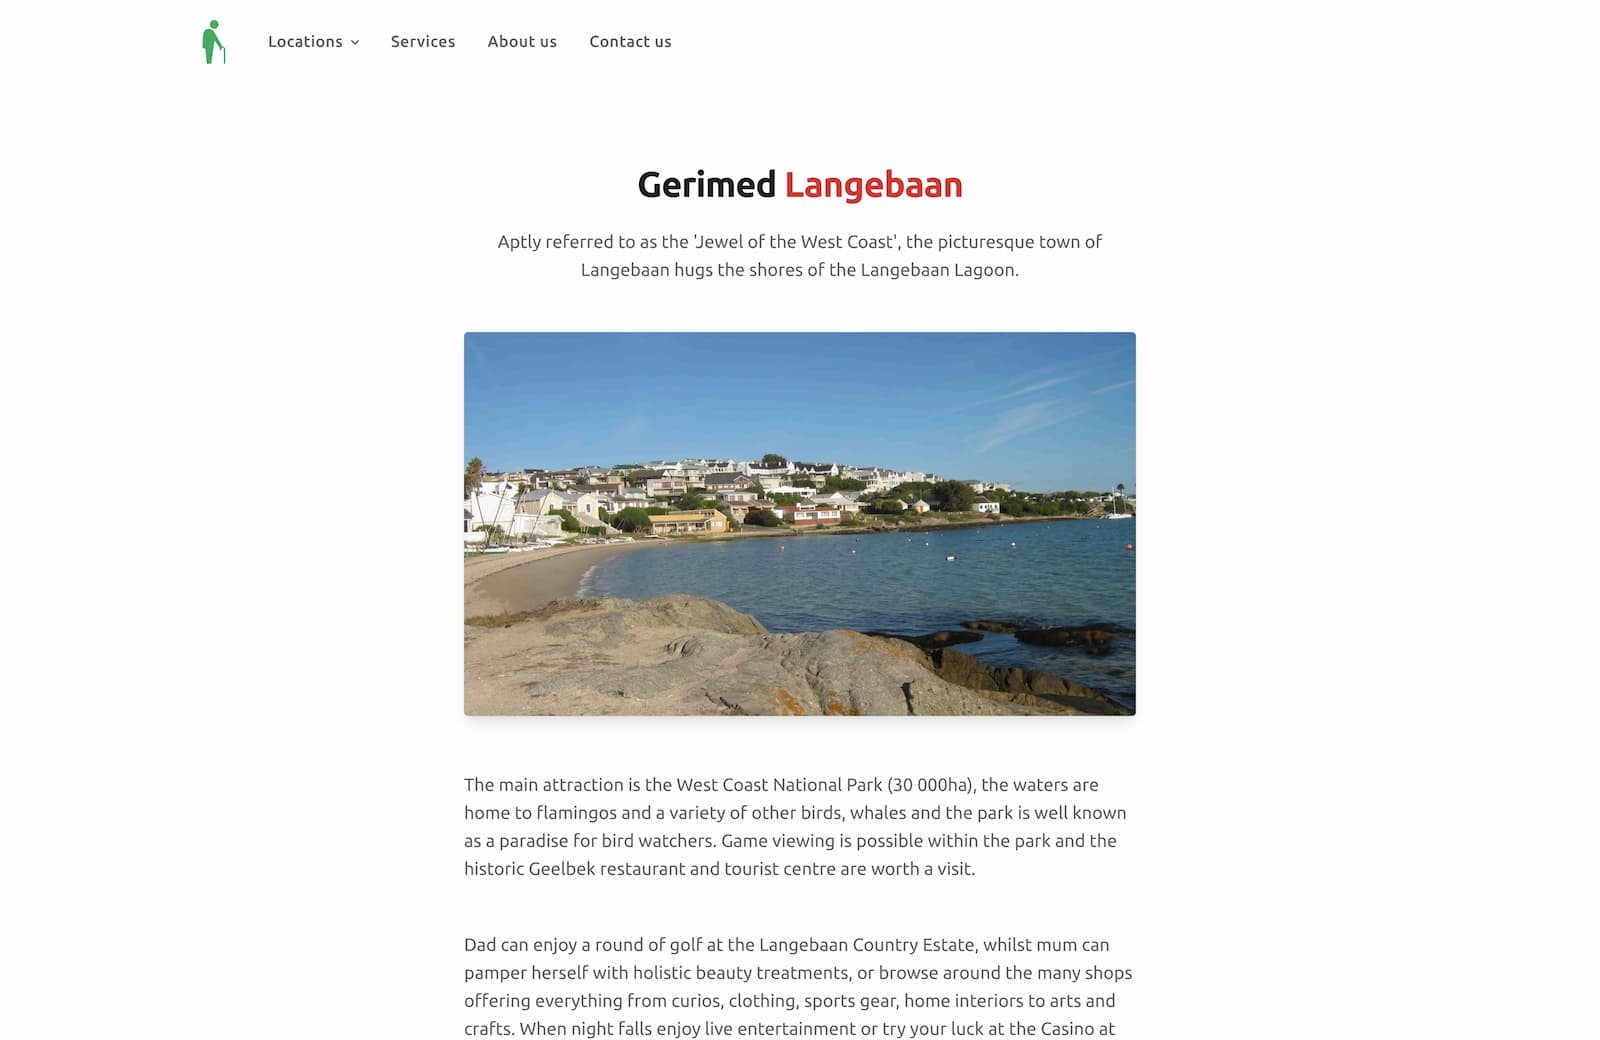 Locations
Services
About us
Contact us
Gerimed Langebaan
Aptly referred to as the 'Jewel of the West Coast', the picturesque town of
Langebaan hugs the shores of the Langebaan Lagoon.
The main attraction is the West Coast National Park (30 000ha), the waters are
home to flamingos and a variety of other birds, whales and the park is well known
as a paradise for bird watchers. Game viewing is possible within the park and the
historic Geelbek restaurant and tourist centre are worth a visit.
Dad can enjoy a round of golf at the Langebaan Country Estate, whilst mum can
pamper herself with holistic beauty treatments, or browse around the many shops
offering everything from curios, clothing, sports gear, home interiors to arts and
crafts. When night falls enjoy live entertainment or try your luck at the Casino at